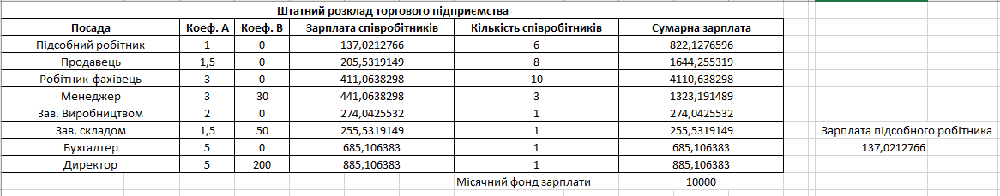 Штатний розклад торгового підприємства
Посада Коеф. А Коеф. В Зарплата співробітників Кількість співробітників Сумарна зарплата
Підсобний робітник 1 0 137,0212766 6 822,1276596
Продавець 1,5 0 205,5319149 8 1644,255319
Робітник-фахівець 3 0 411,0638298 10 4110,638298
Менеджер 3 30 441,0638298 3 1323,191489
Зав. Виробництвом 2 0 274,0425532 1 274,0425532
Зав. складом 1,5 50 255,5319149 1 255,5319149 Зарплата підсобного робітника
Бухгалтер 5 0 685,106383 1 685,106383 137,0212766
Директор 5 200 885,106383 1 885,106383
Місячний фонд зарплати 10000